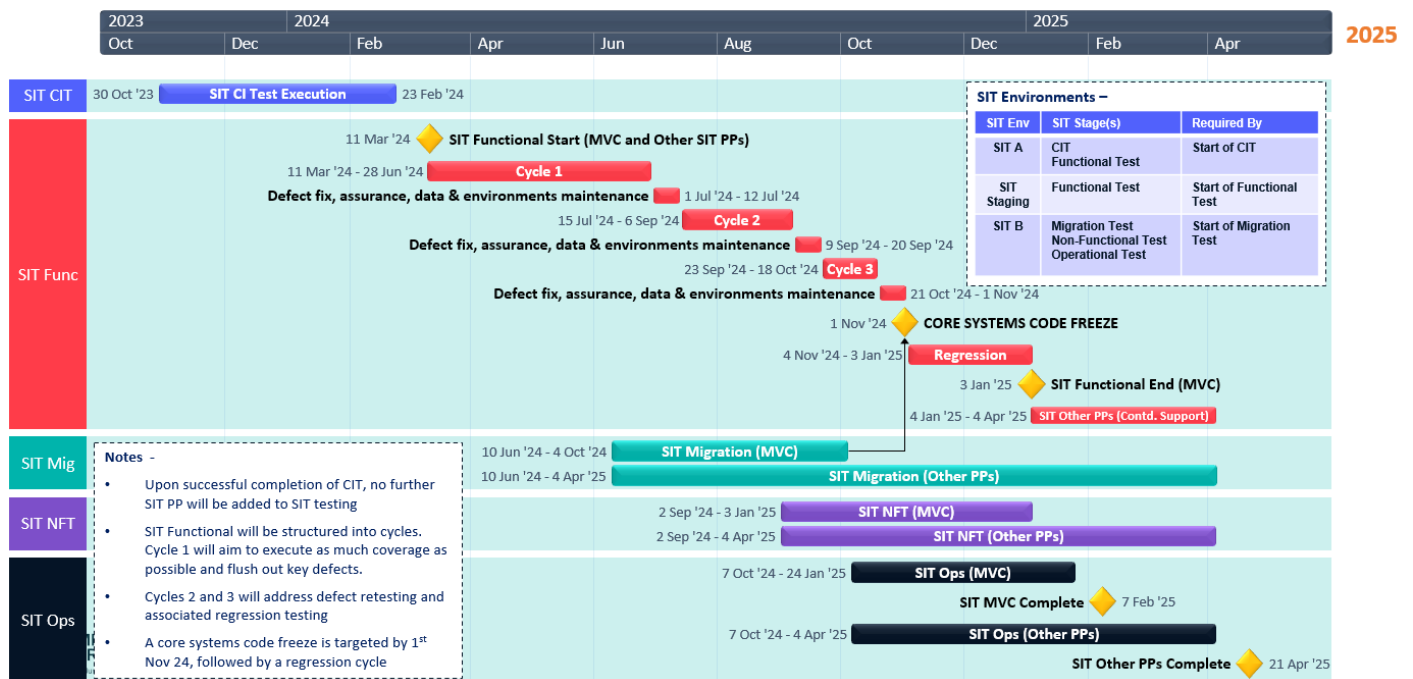 2023
2024
2025
Oct
Dec
Feb
Apr
Jun
Aug
Oct
Dec
Feb
Apr
2025
SIT CIT
30 Oct '23
SIT CI Test Execution
23 Feb '24
SIT Environments –
SIT Env
SIT Stage(s)
Required By
SIT A
CIT
Functional Test
Start of CIT
SIT
Staging
Functional Test
Start of Functional
Test
SIT B
Migration Test
Non-Functional Test
Operational Test
Start of Migration
Test
SIT Func
11 Mar '24
SIT Functional Start (MVC and Other SIT PPs)
11 Mar '24 - 28 Jun '24
Cycle 1
Defect fix, assurance, data & environments maintenance
1 Jul '24 - 12 Jul '24
15 Jul '24 - 6 Sep '24
Cycle 2
Defect fix, assurance, data & environments maintenance
9 Sep '24 - 20 Sep '24
23 Sep '24 - 18 Oct '24
Cycle 3
Defect fix, assurance, data & environments maintenance
21 Oct '24 - 1 Nov '24
1 Nov '24
CORE SYSTEMS CODE FREEZE
4 Nov '24 - 3 Jan '25
Regression
3 Jan '25
SIT Functional End (MVC)
4 Jan '25 - 4 Apr '25
SIT Other PPs (Contd. Support)
SIT Mig
10 Jun '24 - 4 Oct '24
SIT Migration (MVC)
10 Jun '24 - 4 Apr '25
SIT Migration (Other PPs)
SIT NFT
2 Sep '24 - 3 Jan '25
SIT NFT (MVC)
2 Sep '24 - 4 Apr '25
SIT NFT (Other PPs)
SIT Ops
7 Oct '24 - 24 Jan '25
SIT Ops (MVC)
SIT MVC Complete
7 Feb '25
7 Oct '24 - 4 Apr '25
SIT Ops (Other PPs)
SIT Other PPs Complete
21 Apr '25
Notes -
• Upon successful completion of CIT, no further
SIT PP will be added to SIT testing
• SIT Functional will be structured into cycles.
Cycle 1 will aim to execute as much coverage as
possible and flush out key defects.
• Cycles 2 and 3 will address defect retesting and
associated regression testing
• A core systems code freeze is targeted by 1st
Nov 24, followed by a regression cycle